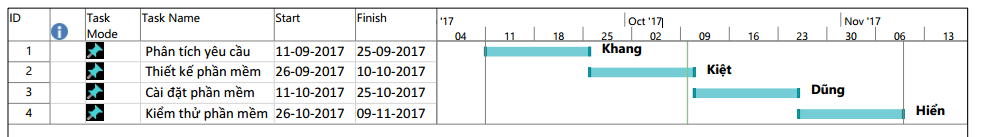 ID Task Mode Task Name Start Finish '17 Oct '17 Nov '17
04 11 18 25 02 09 16 23 30 06 13
1 Phân tích yêu cầu 11-09-2017 25-09-2017 Khang
2 Thiết kế phần mềm 26-09-2017 10-10-2017 Kiệt
3 Cài đặt phần mềm 11-10-2017 25-10-2017 Dũng
4 Kiểm thử phần mềm 26-10-2017 09-11-2017 Hiển